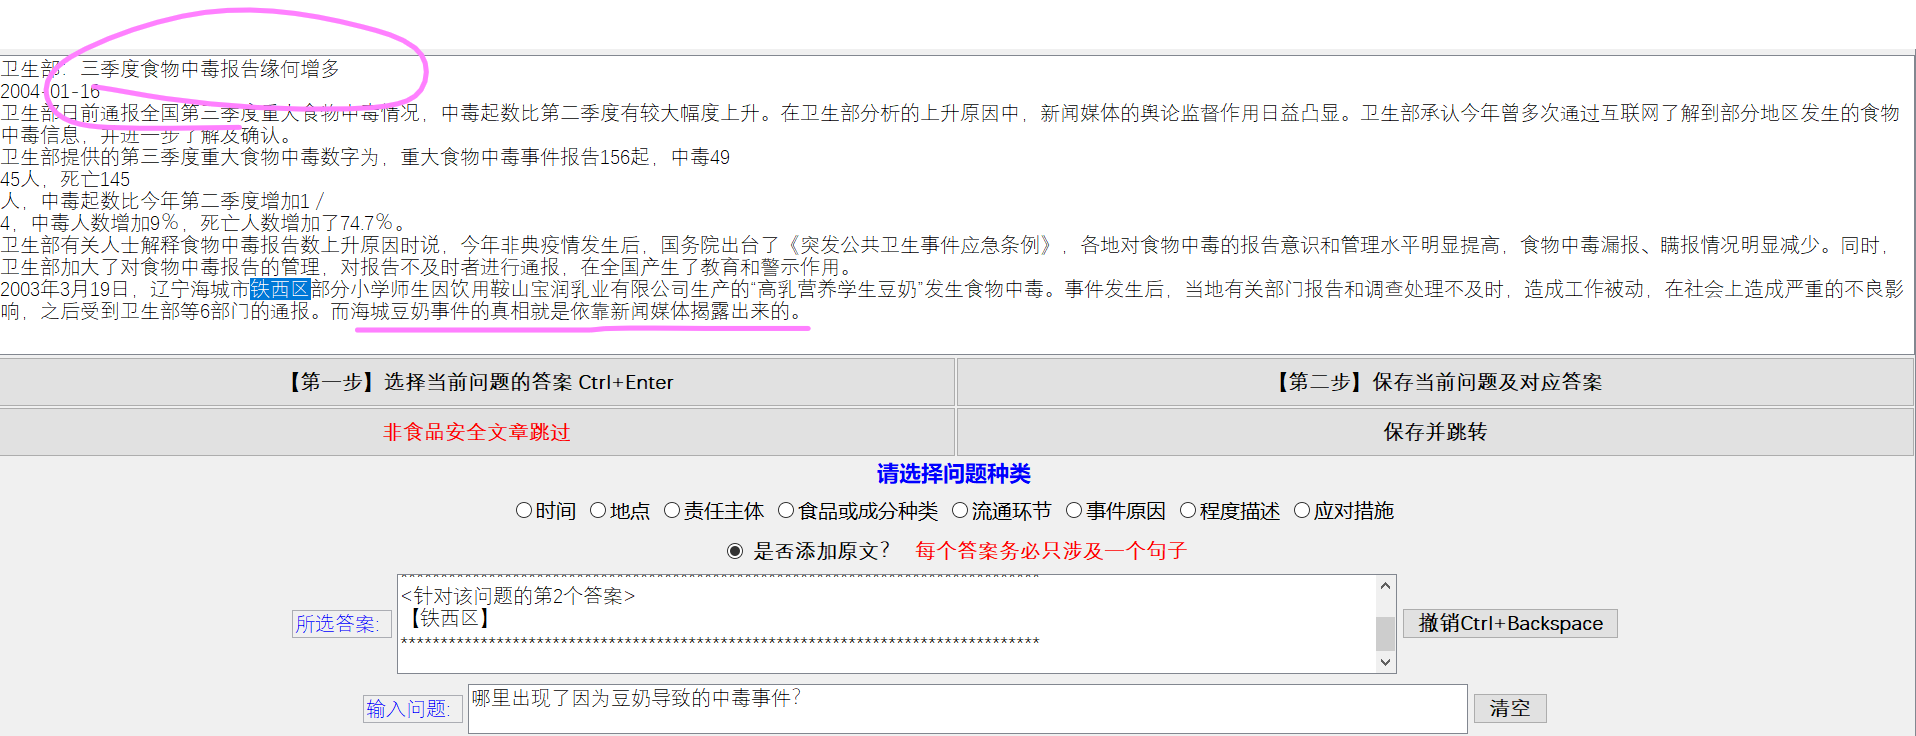 卫生部：三季度食物中毒报告缘何增多
2004-01-16
卫生部日前通报全国第三季度重大食物中毒情况，中毒起数比第二季度有较大幅度上升。在卫生部分析的上升原因中，新闻媒体的舆论监督作用日益凸显。卫生部承认今年曾多次通过互联网了解到部分地区发生的食物
中毒信息，并进一步了解及确认。
卫生部提供的第三季度重大食物中毒数字为，重大食物中毒事件报告156起，中毒49
45人，死亡145
人，中毒起数比今年第二季度增加1／
4，中毒人数增加9％，死亡人数增加了74.7％。
卫生部有关人士解释食物中毒报告数上升原因时说，今年非典疫情发生后，国务院出台了《突发公共卫生事件应急条例》，各地对食物中毒的报告意识和管理水平明显提高，食物中毒漏报、瞒报情况明显减少。同时，
卫生部加大了对食物中毒报告的管理，对报告不及时者进行通报，在全国产生了教育和警示作用。
2003年3月19日，辽宁海城市铁西区部分小学师生因饮用鞍山宝润乳业有限公司生产的“高乳营养学生豆奶”发生食物中毒。事件发生后，当地有关部门报告和调查处理不及时，造成工作被动，在社会上造成严重的不良影
响，之后受到卫生部等6部门的通报。而海城豆奶事件的真相就是依靠新闻媒体揭露出来的。
【第一步】选择当前问题的答案 Ctrl+Enter
【第二步】保存当前问题及对应答案
非食品安全文章跳过
保存并跳转
请选择问题种类
时间 地点 责任主体 食品或成分种类 流通环节 事件原因 程度描述 应对措施
是否添加原文? 每个答案务必只涉及一个句子
********************************************************************************
<针对该问题的第2个答案>
【铁西区】
********************************************************************************
所选答案:
撤销Ctrl+Backspace
输入问题:
哪里出现了因为豆奶导致的中毒事件?
清空